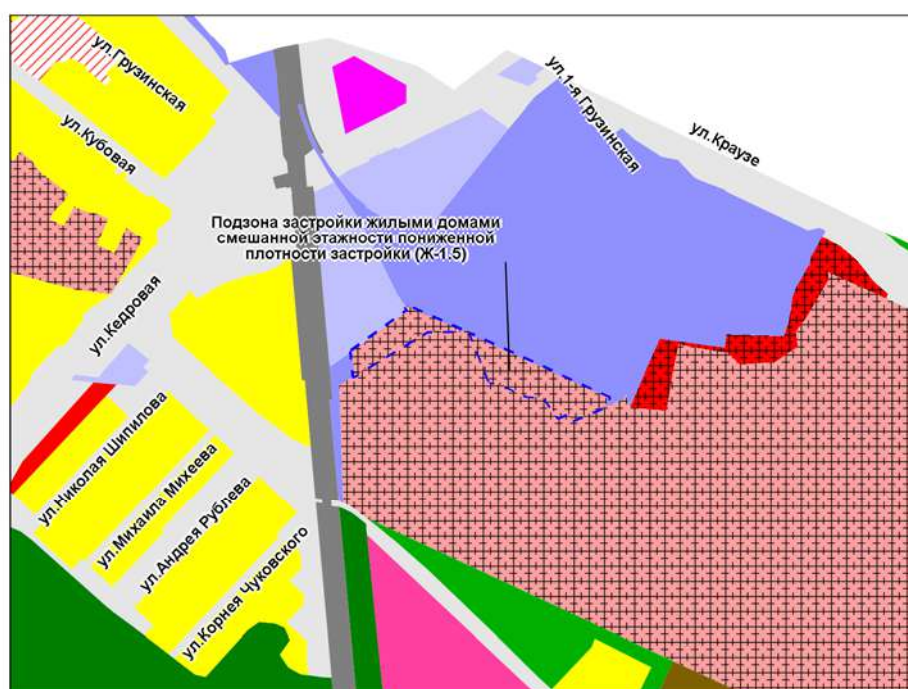 ул.Грузинская
ул.1-я Грузинская
ул.Краузе
ул.Кубовая
Подзона застройки жилыми домами
смешанной этажности пониженной
плотности застройки (Ж-1.5)
ул.Кедровая
ул.Николая Шипилова
ул.Михаила Михеева
ул.Андрея Рублева
ул.Корнея Чуковского